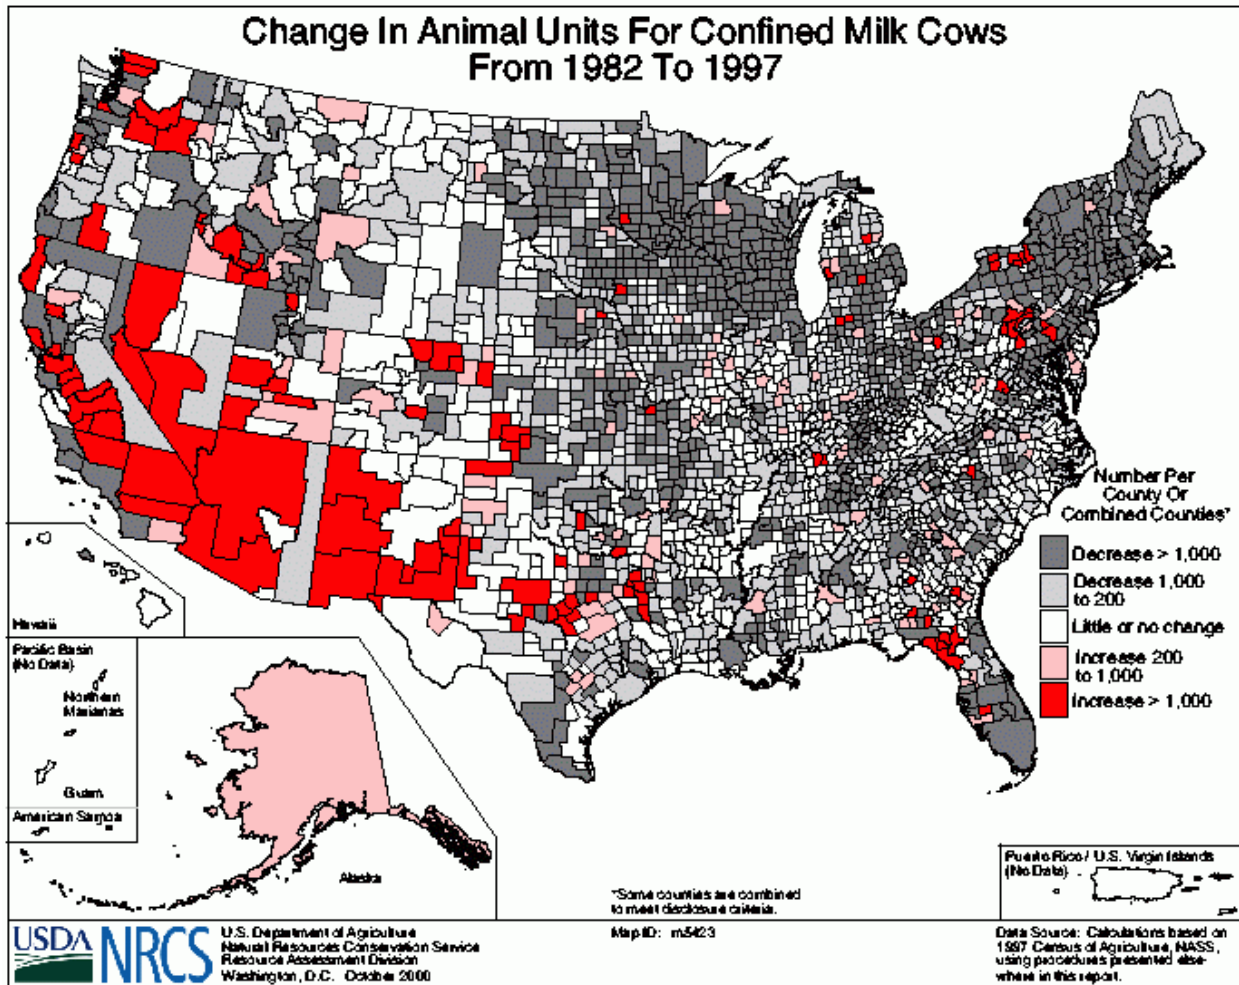 Change In Animal Units For Confined Milk Cows
From 1982 To 1997
Number Per
County Or
Combined Counties*
Decrease > 1,000
Decrease 1,000
to 200
Little or no change
Increase 200
to 1,000
Increase > 1,000
Hawaii
Pacific Basin
(No Data)
Northern
Marianas
Guam
American Samoa
Alaska
*Some counties are combined
to meet disclosure criteria.
Puerto Rico / U.S. Virgin Islands
(No Data)
USDA
NRCS
U.S. Department of Agriculture
Natural Resources Conservation Service
Resource Assessment Division
Washington, D.C. October 2000
Map ID: m5423
Data Source: Calculations based on
1997 Census of Agriculture, NASS,
using procedures presented else-
where in this report.